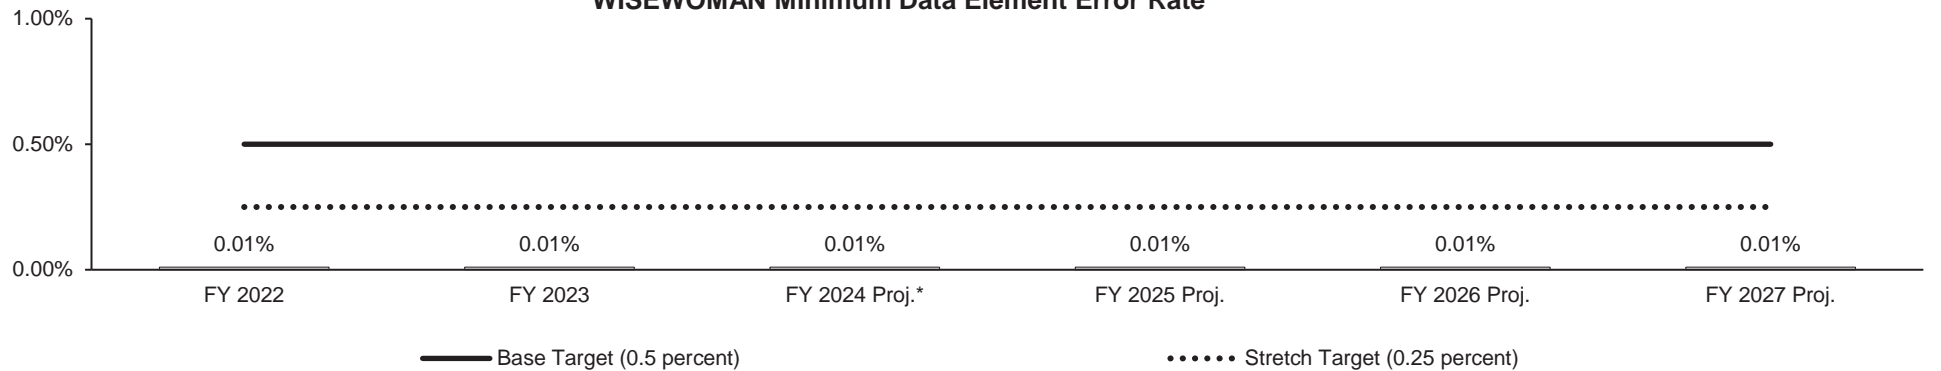 WISEWOMAN Minimum Data Element Error Rate
1.00%
0.50%
0.00%
0.01% 0.01% 0.01% 0.01% 0.01% 0.01%
FY 2022 FY 2023 FY 2024 Proj.* FY 2025 Proj. FY 2026 Proj. FY 2027 Proj.
Base Target (0.5 percent) Stretch Target (0.25 percent)